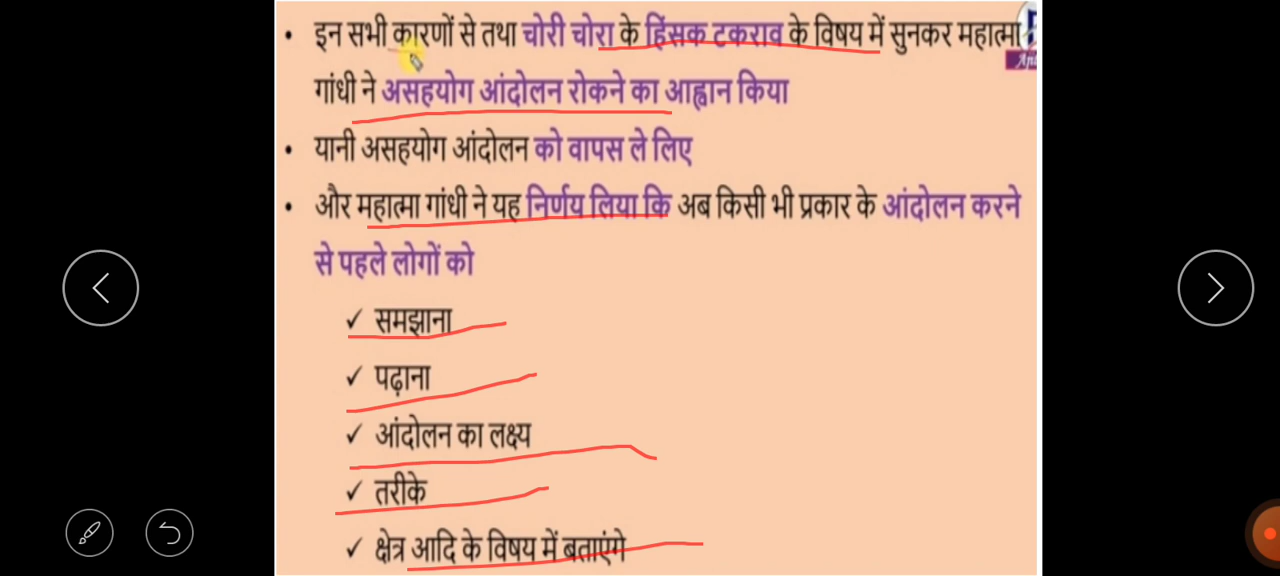 • इन सभी कारणों से तथा चोरी चोरा के हिंसक टकराव के विषय में सुनकर महात्मा
गांधी ने असहयोग आंदोलन रोकने का आह्वान किया
• यानी असहयोग आंदोलन को वापस ले लिए
• और महात्मा गांधी ने यह निर्णय लिया कि अब किसी भी प्रकार के आंदोलन करने
से पहले लोगों को
✓ समझाना
✓ पढ़ाना
✓ आंदोलन का लक्ष्य
✓ तरीके
✓ क्षेत्र आदि के विषय में बताएंगे